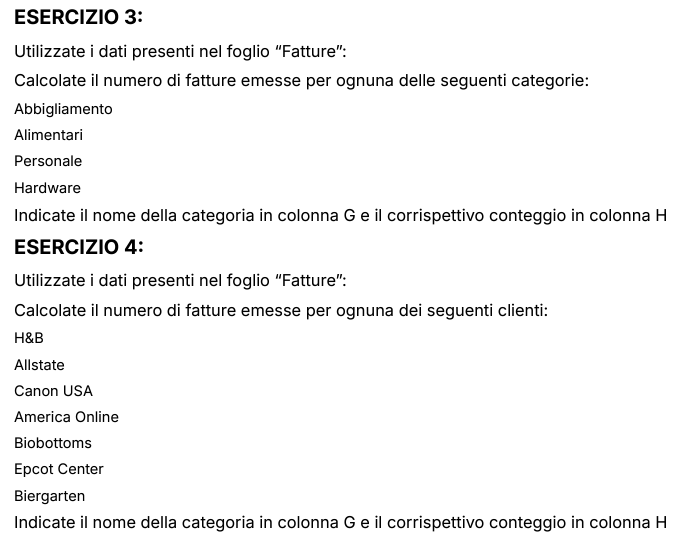 ESERCIZIO 3:
Utilizzate i dati presenti nel foglio “Fatture”:
Calcolate il numero di fatture emesse per ognuna delle seguenti categorie:
Abbigliamento
Alimentari
Personale
Hardware
Indicate il nome della categoria in colonna G e il corrispettivo conteggio in colonna H
ESERCIZIO 4:
Utilizzate i dati presenti nel foglio “Fatture”:
Calcolate il numero di fatture emesse per ognuna dei seguenti clienti:
H&B
Allstate
Canon USA
America Online
Biobottoms
Epcot Center
Biergarten
Indicate il nome della categoria in colonna G e il corrispettivo conteggio in colonna H